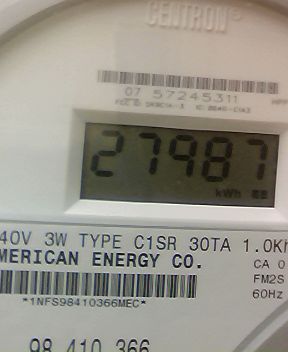 CENTRON®
07 57245311
27987
kWh
40V 3W TYPE C1SR 30TA 1.0Kh
MERICAN ENERGY CO.
CA 0
FM2S
60Hz
*1NFS98410366MEC*
98 410 366